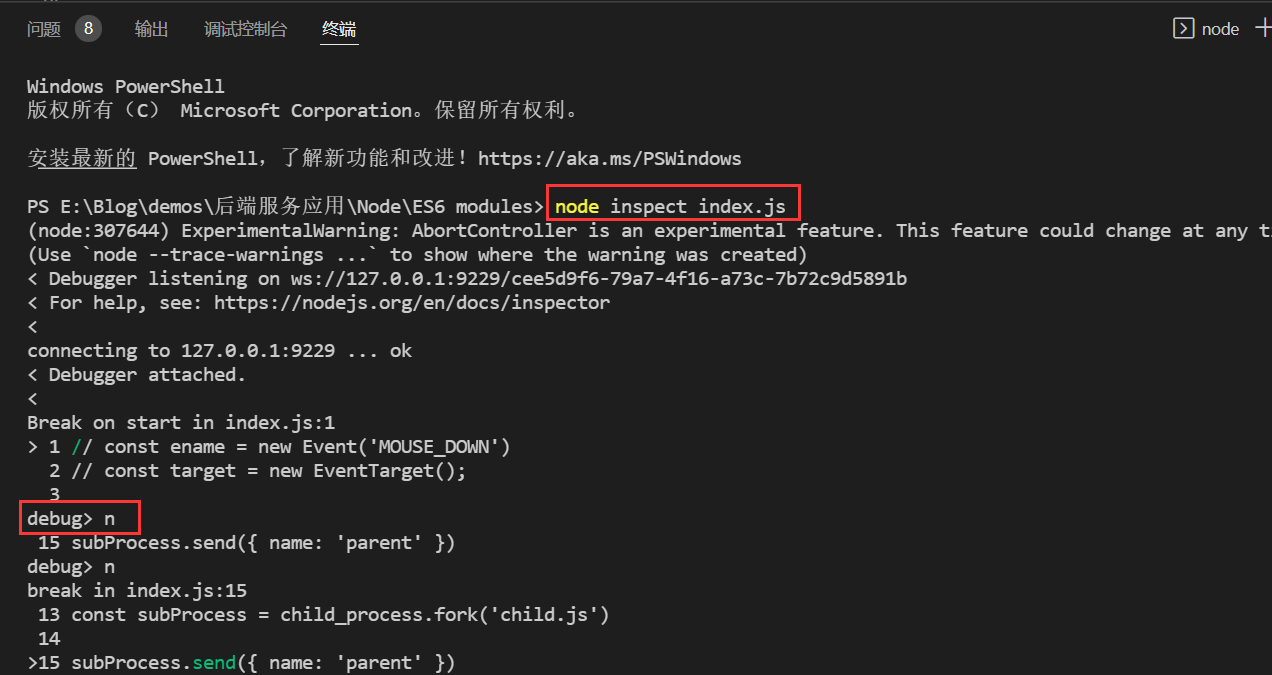 问题 8 输出 调试控制台 终端 node
Windows PowerShell
版权所有（C） Microsoft Corporation。保留所有权利。
安装最新的 PowerShell，了解新功能和改进！https://aka.ms/PSWindows
PS E:\Blog\demos\后端服务应用\Node\ES6 modules> node inspect index.js
(node:307644) ExperimentalWarning: AbortController is an experimental feature. This feature could change at any
(Use `node --trace-warnings ...` to show where the warning was created)
< Debugger listening on ws://127.0.0.1:9229/cee5d9f6-79a7-4f16-a73c-7b72c9d5891b
< For help, see: https://nodejs.org/en/docs/inspector
<
connecting to 127.0.0.1:9229 ... ok
< Debugger attached.
<
Break on start in index.js:1
> 1 // const ename = new Event('MOUSE_DOWN')
  2 // const target = new EventTarget();
  3
debug> n
 15 subProcess.send({ name: 'parent' })
debug> n
break in index.js:15
 13 const subProcess = child_process.fork('child.js')
 14
>15 subProcess.send({ name: 'parent' })